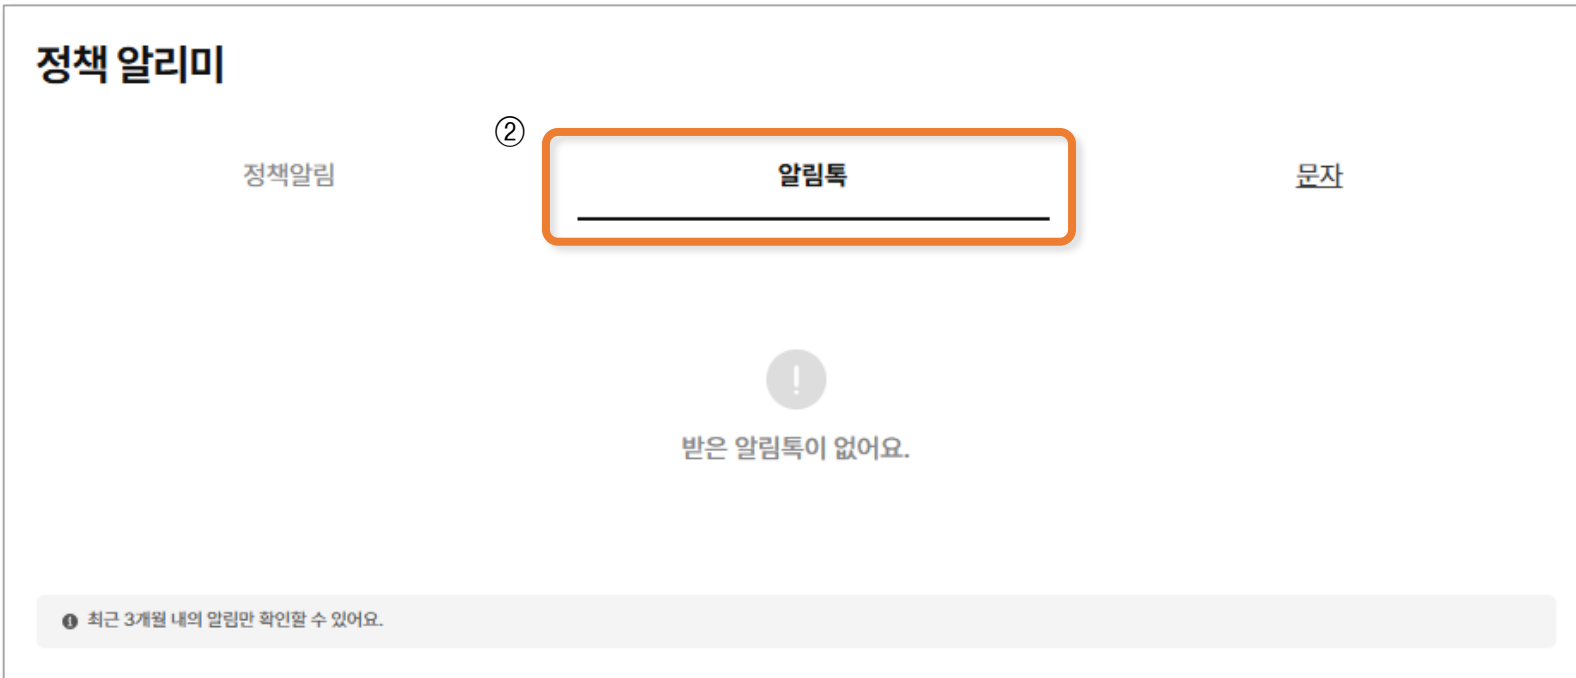 정책 알리미
②
정책알림 알림톡 문자
받은 알림톡이 없어요.
최근 3개월 내의 알림만 확인할 수 있어요.